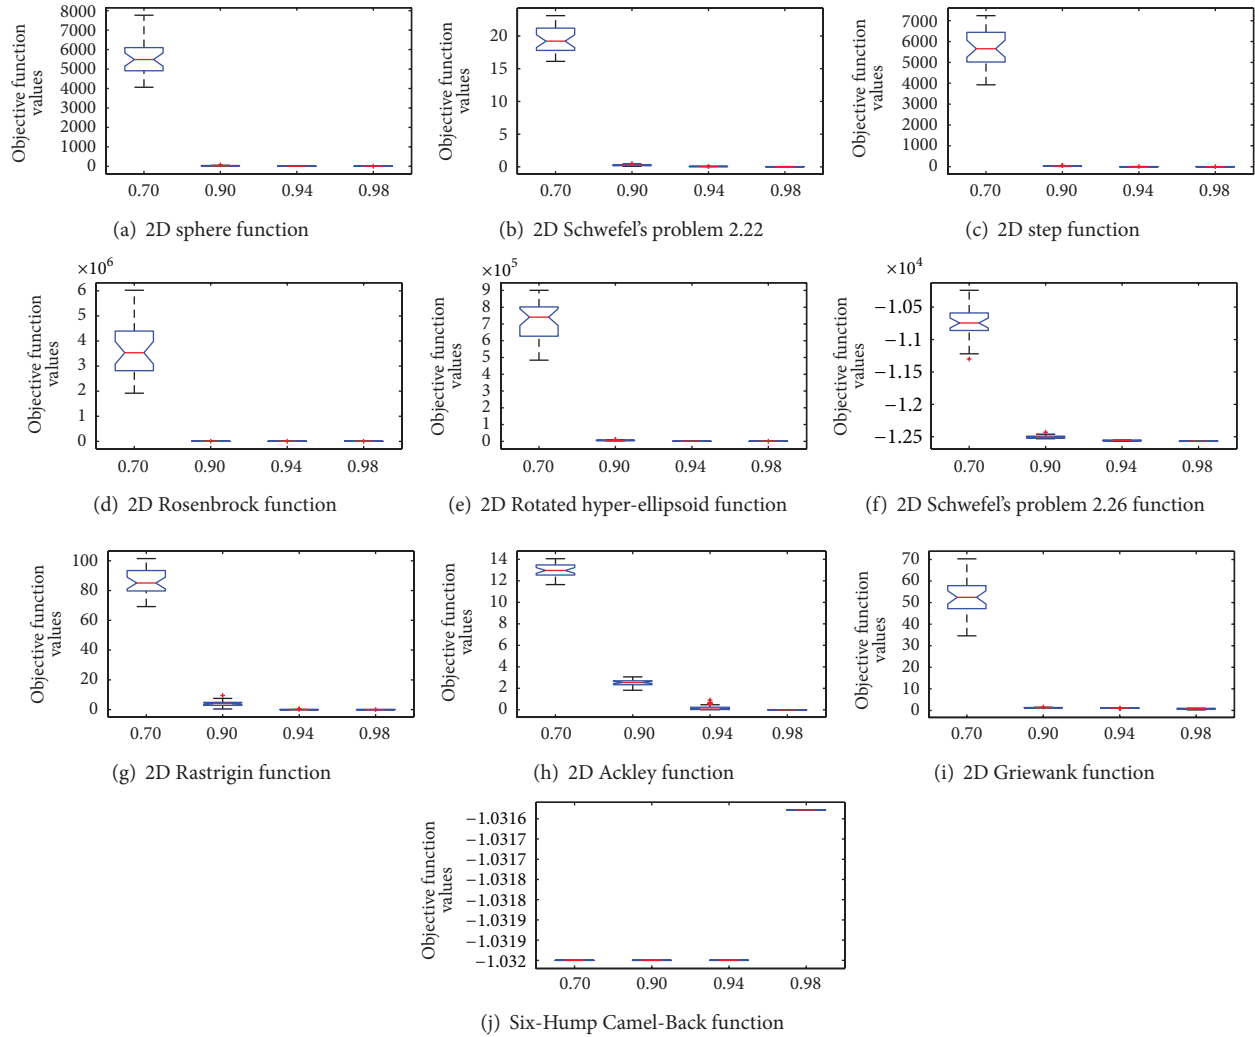 Objective function
values
8000
7000
6000
5000
4000
3000
2000
1000
0
0.70 0.90 0.94 0.98
(a) 2D sphere function
Objective function
values
20
15
10
5
0
0.70 0.90 0.94 0.98
(b) 2D Schwefel's problem 2.22
Objective function
values
7000
6000
5000
4000
3000
2000
1000
0
0.70 0.90 0.94 0.98
(c) 2D step function
×10⁶
Objective function
values
6
5
4
3
2
1
0
0.70 0.90 0.94 0.98
(d) 2D Rosenbrock function
×10⁵
Objective function
values
9
8
7
6
5
4
3
2
1
0
0.70 0.90 0.94 0.98
(e) 2D Rotated hyper-ellipsoid function
×10⁴
Objective function
values
−1.05
−1.1
−1.15
−1.2
−1.25
0.70 0.90 0.94 0.98
(f) 2D Schwefel's problem 2.26 function
Objective function
values
100
80
60
40
20
0
0.70 0.90 0.94 0.98
(g) 2D Rastrigin function
Objective function
values
14
12
10
8
6
4
2
0
0.70 0.90 0.94 0.98
(h) 2D Ackley function
Objective function
values
70
60
50
40
30
20
10
0
0.70 0.90 0.94 0.98
(i) 2D Griewank function
Objective function
values
−1.0316
−1.0317
−1.0317
−1.0318
−1.0318
−1.0319
−1.0319
−1.032
0.70 0.90 0.94 0.98
(j) Six-Hump Camel-Back function